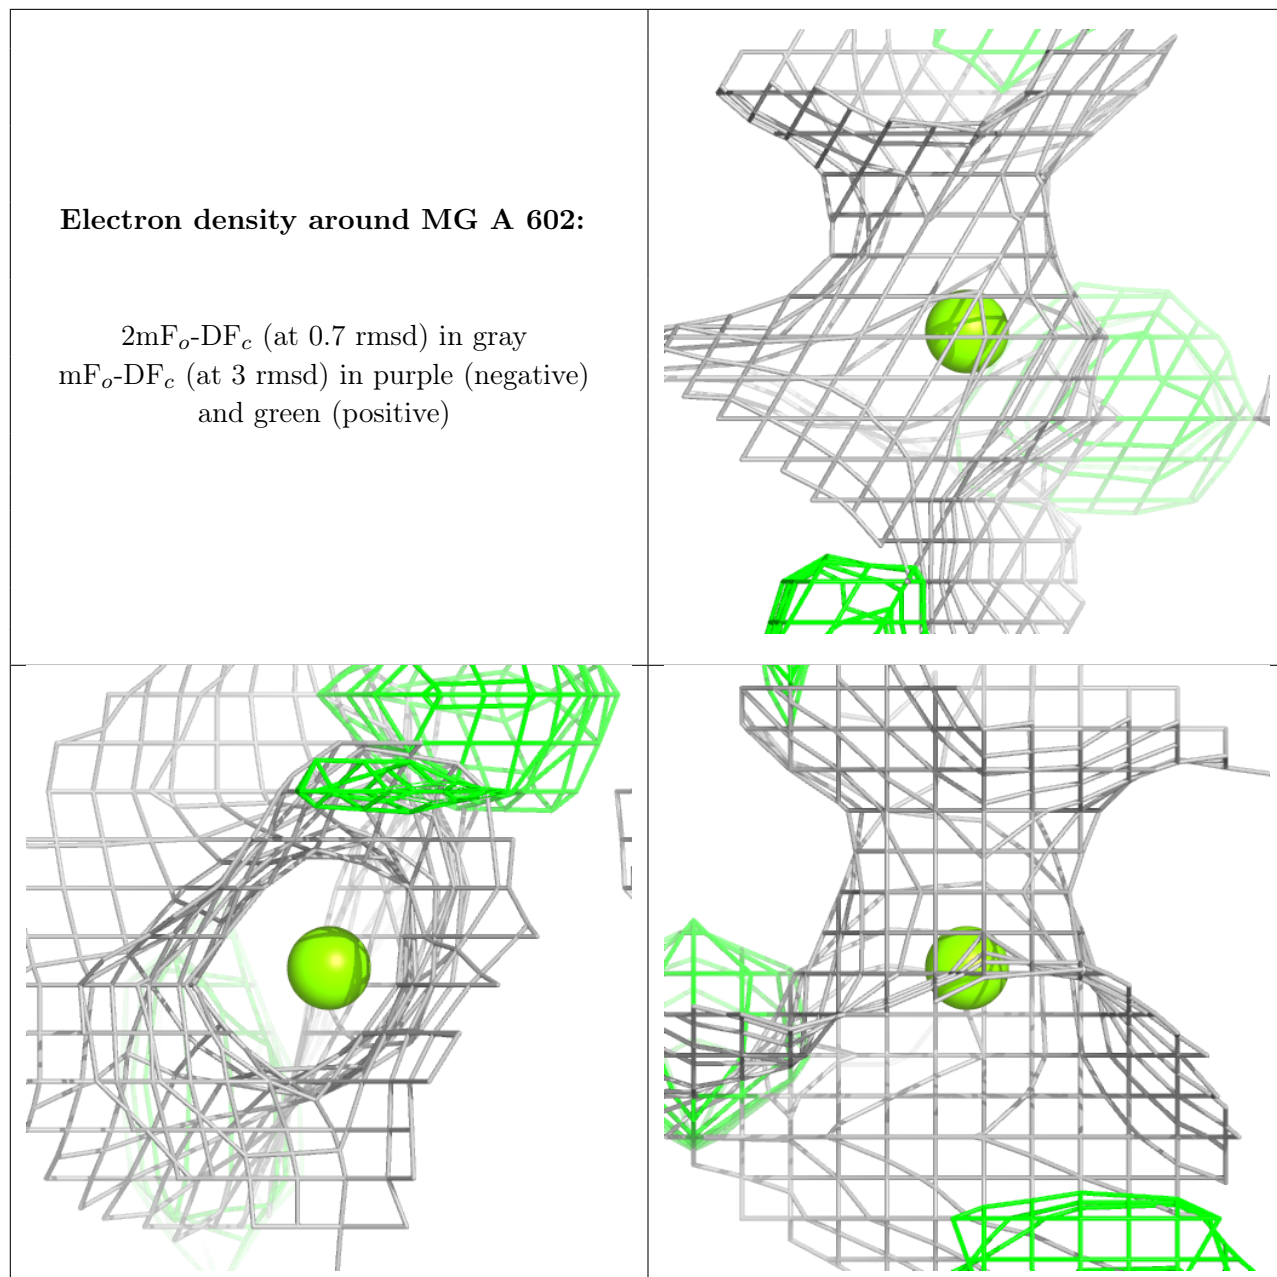 Electron density around MG A 602:
2mFo-DFc (at 0.7 rmsd) in gray
mFo-DFc (at 3 rmsd) in purple (negative)
and green (positive)